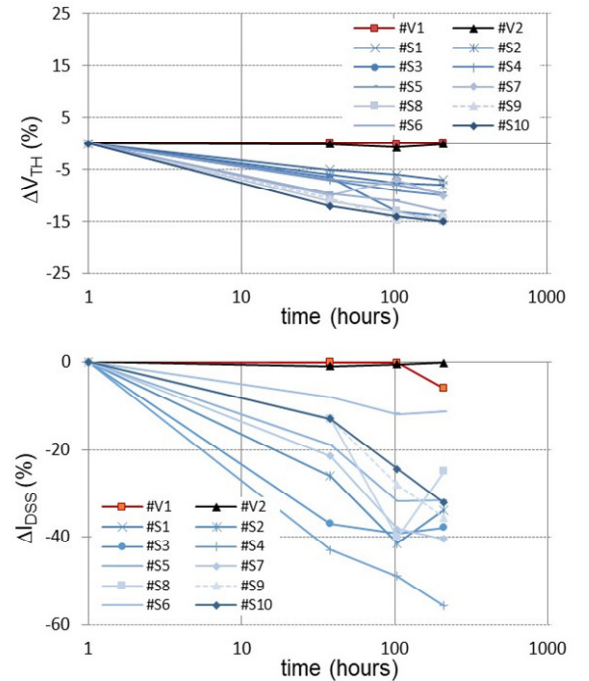 25
15
5
-5
-15
-25
ΔVTH (%)
#V1 #V2
#S1 #S2
#S3 #S4
#S5 #S7
#S8 #S9
#S6 #S10
1 10 100 1000
time (hours)
0
-20
-40
-60
ΔIDSS (%)
#V1 #V2
#S1 #S2
#S3 #S4
#S5 #S7
#S8 #S9
#S6 #S10
1 10 100 1000
time (hours)